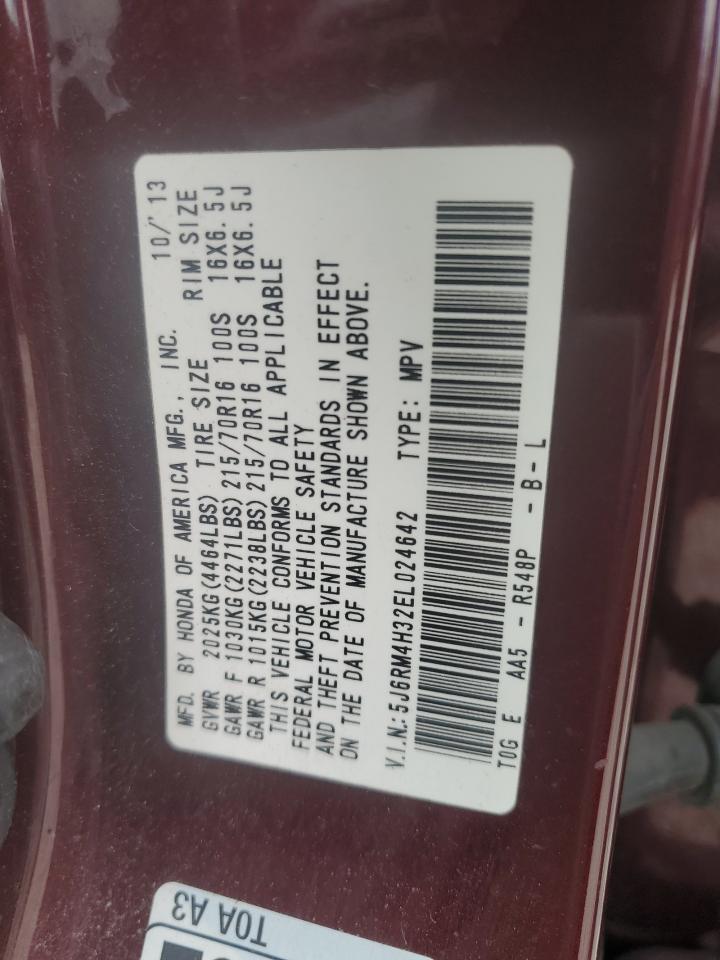 MFD. BY HONDA OF AMERICA MFG., INC. 10/'13
GVWR 2025KG(4464LBS) TIRE SIZE RIM SIZE
GAWR F 1030KG(2271LBS) 215/70R16 100S 16X6.5J
GAWR R 1015KG(2238LBS) 215/70R16 100S 16X6.5J
THIS VEHICLE CONFORMS TO ALL APPLICABLE
FEDERAL MOTOR VEHICLE SAFETY
AND THEFT PREVENTION STANDARDS IN EFFECT
ON THE DATE OF MANUFACTURE SHOWN ABOVE.
V.I.N.: 5J6RM4H32EL024642 TYPE: MPV
T0G E AA5 - R548P - B - L
T0A A3